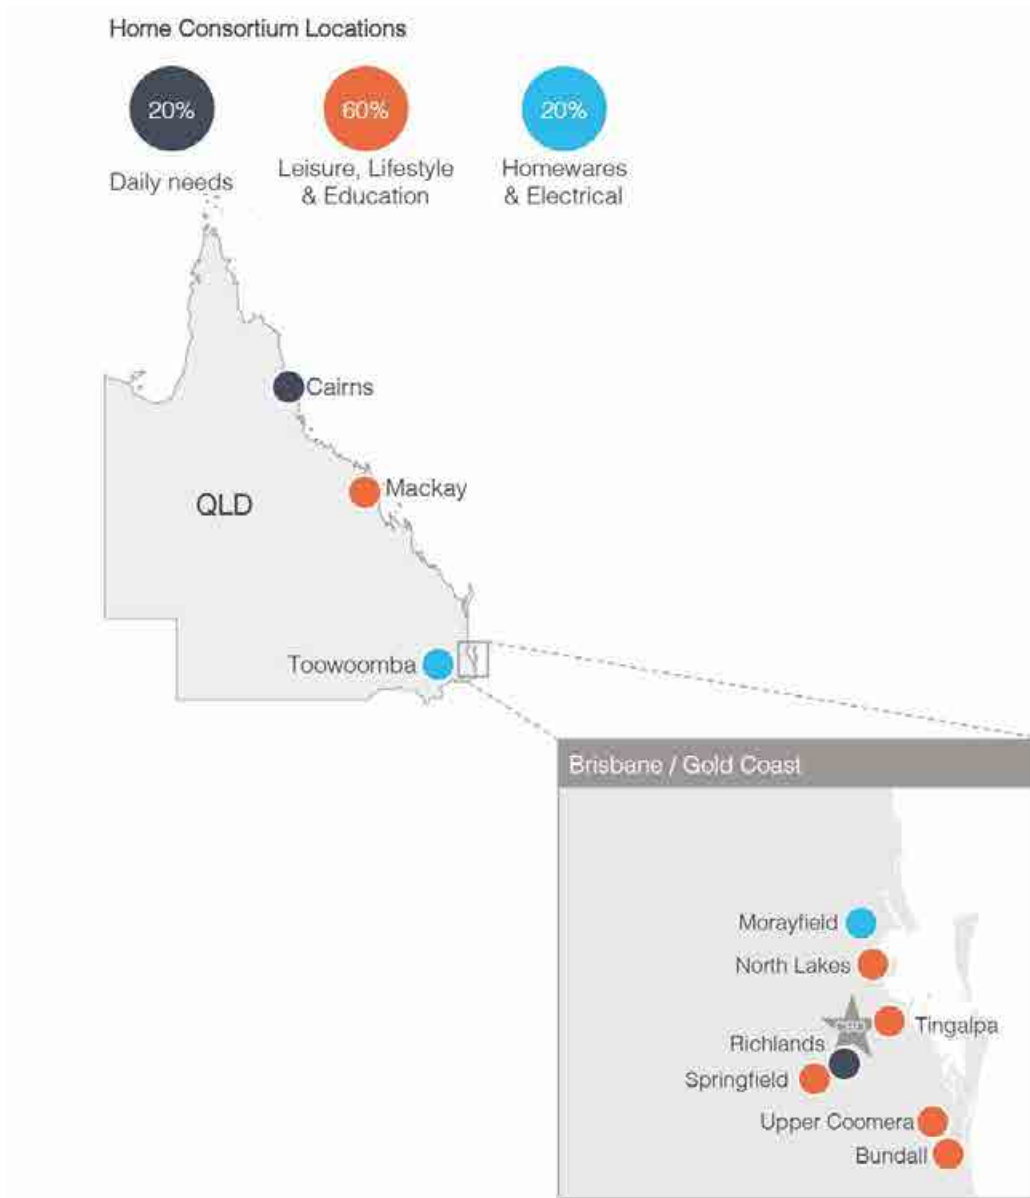 Home Consortium Locations
20%
60%
20%
Daily needs
Leisure, Lifestyle
& Education
Homewares
& Electrical
Cairns
Mackay
QLD
Toowoomba
Brisbane / Gold Coast
Morayfield
North Lakes
Tingalpa
Richlands
Springfield
Upper Coomera
Bundall